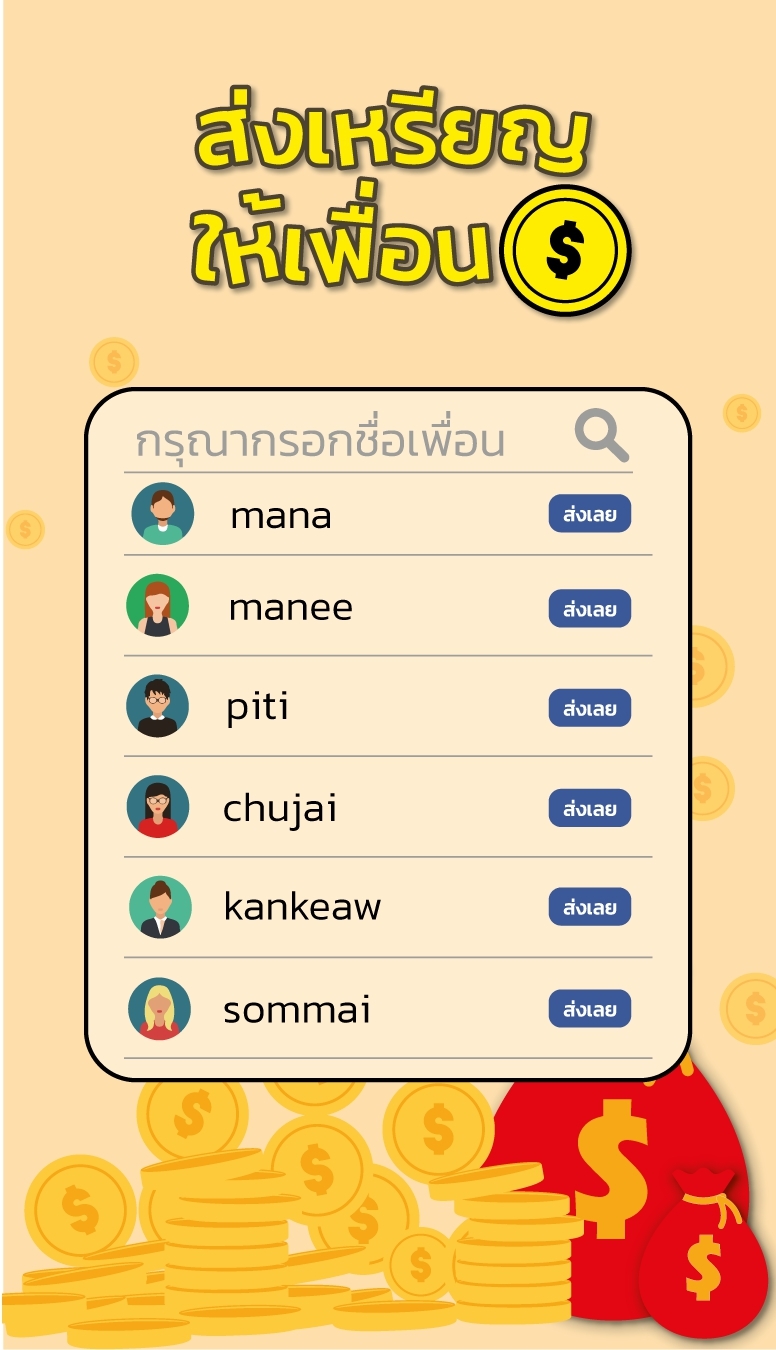 ส่งเหรียญ
ให้เพื่อน $
กรุณากรอกชื่อเพื่อน
mana ส่งเลย
manee ส่งเลย
piti ส่งเลย
chujai ส่งเลย
kankeaw ส่งเลย
sommai ส่งเลย